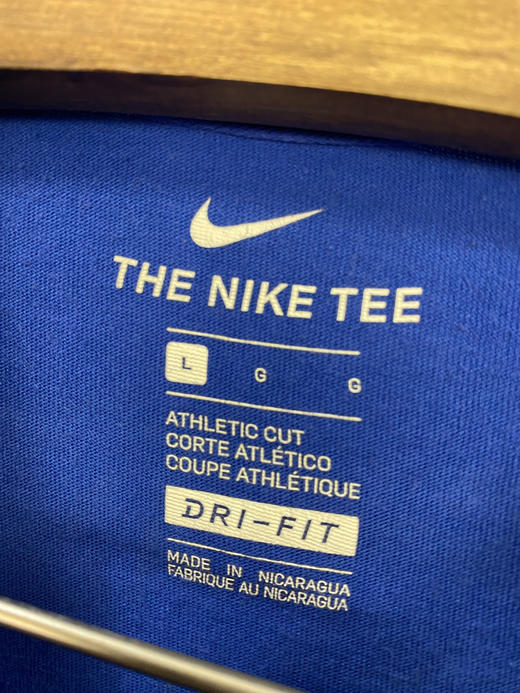 THE NIKE TEE
L G G
ATHLETIC CUT
CORTE ATLÉTICO
COUPE ATHLÉTIQUE
DRI-FIT
MADE IN NICARAGUA
FABRIQUE AU NICARAGUA